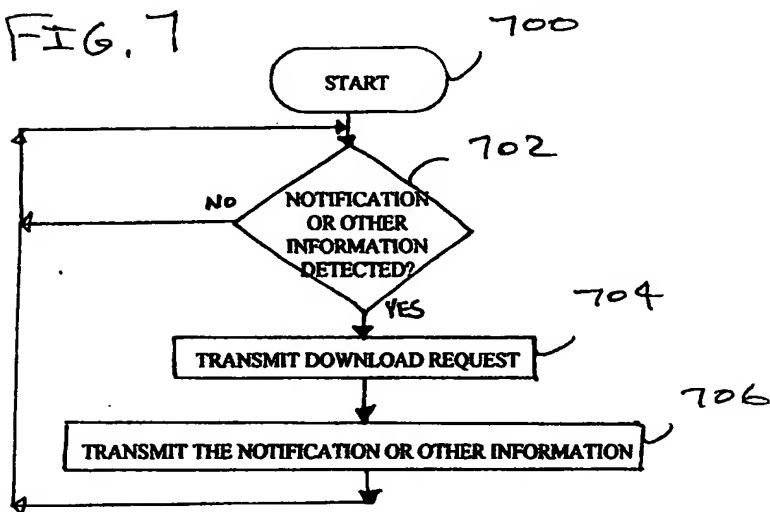 FIG. 7
700
START
702
NO
NOTIFICATION
OR OTHER
INFORMATION
DETECTED?
YES
704
TRANSMIT DOWNLOAD REQUEST
706
TRANSMIT THE NOTIFICATION OR OTHER INFORMATION